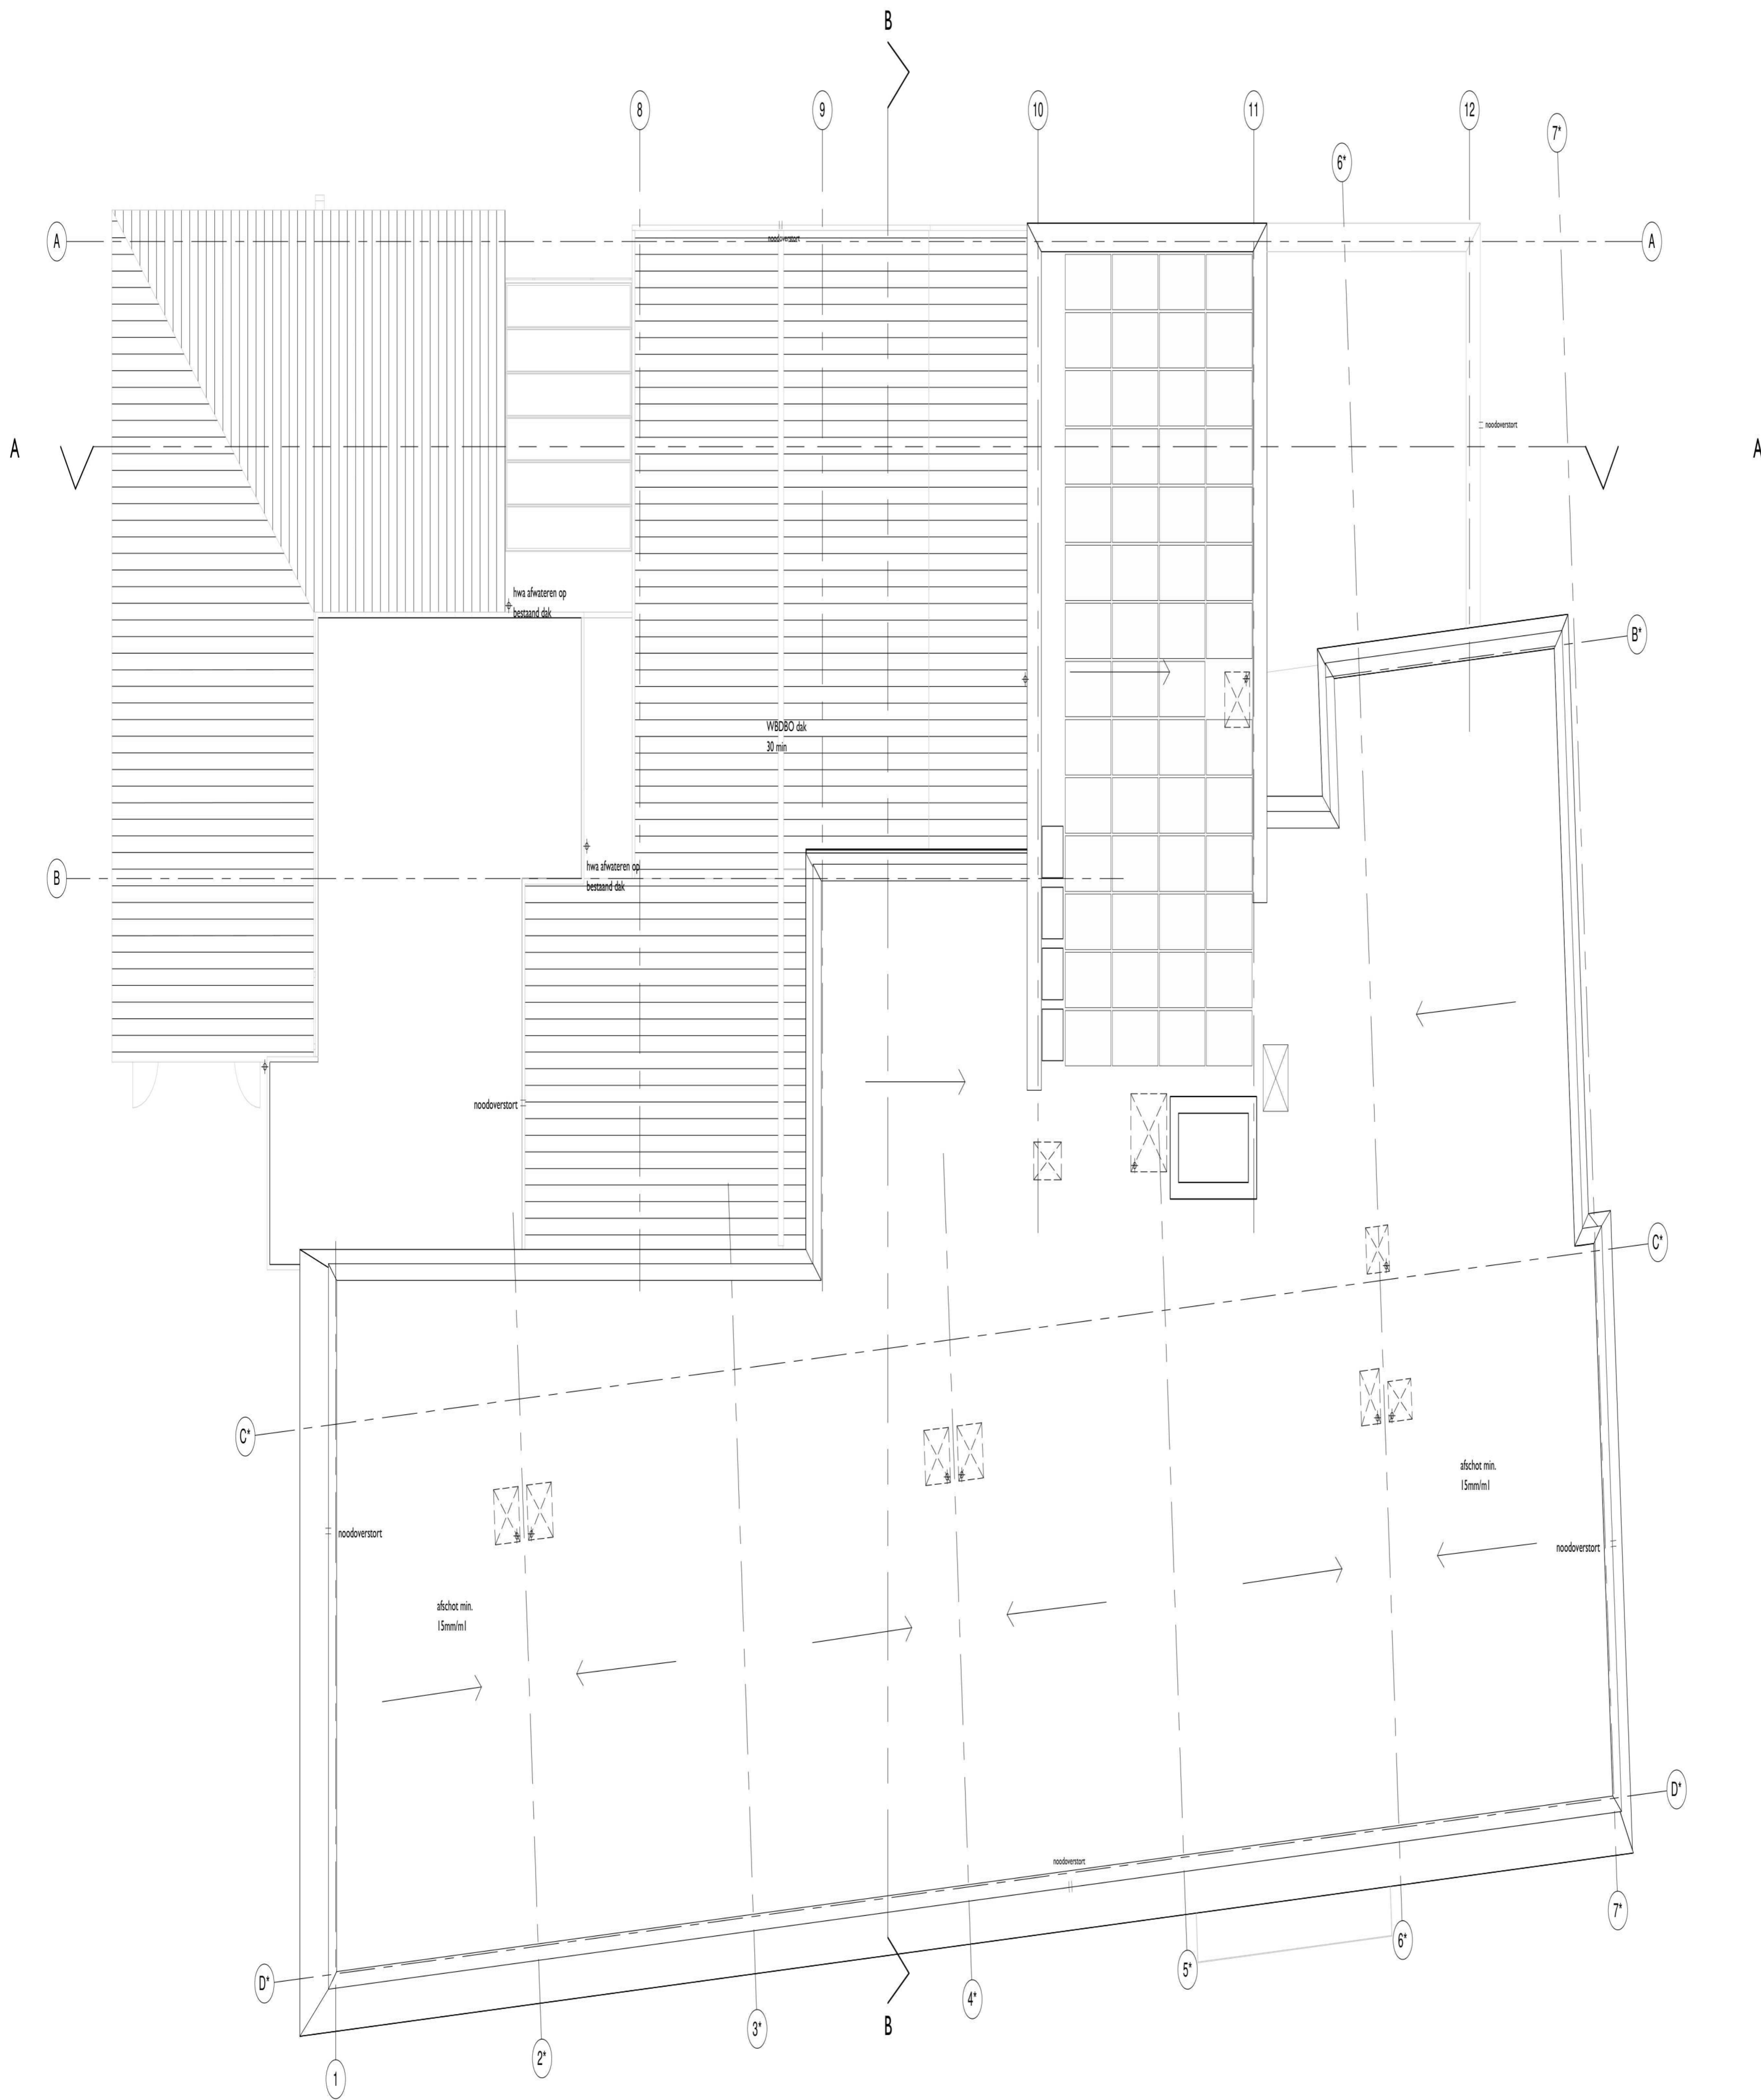 B
8
9
10
11
12
7*
6*
A
A
noodoverstort
noodoverstort
A
A
hwa afwateren op
bestaand dak
B*
WBDBO dak
30 min
B
hwa afwateren op
bestaand dak
noodoverstort
C*
C*
afschot min.
15mm/m1
noodoverstort
noodoverstort
afschot min.
15mm/m1
D*
noodoverstort
7*
6*
5*
D*
4*
B
3*
2*
1